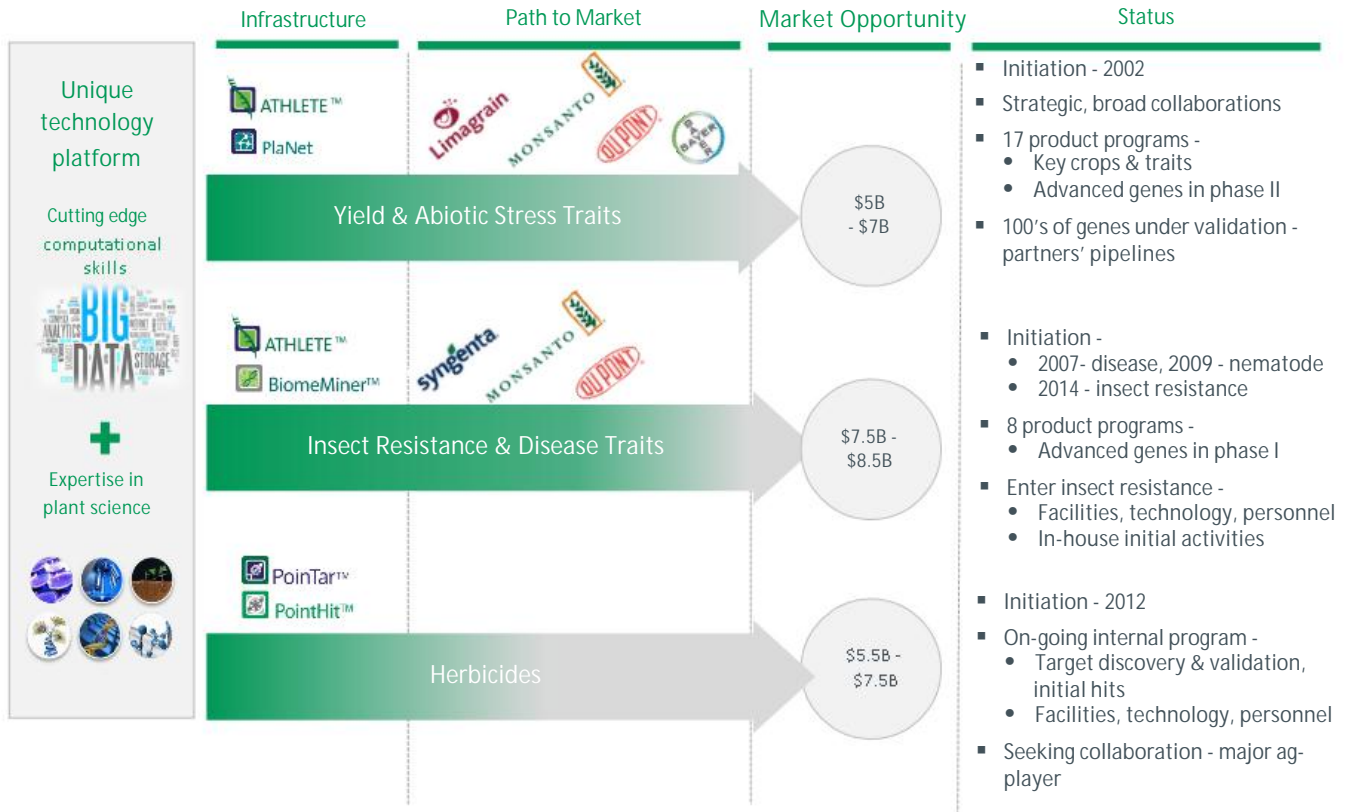 Infrastructure
Path to Market
Market Opportunity
Status
Unique
technology
platform
Cutting edge
computational
skills
BIG
DATA
ANALYTICS
STORAGE
Expertise in
plant science
ATHLETE™
PlaNet
Limagrain
MONSANTO
DUPONT
BAYER
BAYER
Yield & Abiotic Stress Traits
$5B
- $7B
▪ Initiation - 2002
▪ Strategic, broad collaborations
▪ 17 product programs -
• Key crops & traits
• Advanced genes in phase II
▪ 100's of genes under validation -
partners' pipelines
ATHLETE™
BiomeMiner™
syngenta
MONSANTO
DUPONT
Insect Resistance & Disease Traits
$7.5B -
$8.5B
▪ Initiation -
• 2007- disease, 2009 - nematode
• 2014 - insect resistance
▪ 8 product programs -
• Advanced genes in phase I
▪ Enter insect resistance -
• Facilities, technology, personnel
• In-house initial activities
PoinTar™
PointHit™
Herbicides
$5.5B -
$7.5B
▪ Initiation - 2012
▪ On-going internal program -
• Target discovery & validation,
initial hits
• Facilities, technology, personnel
▪ Seeking collaboration - major ag-
player